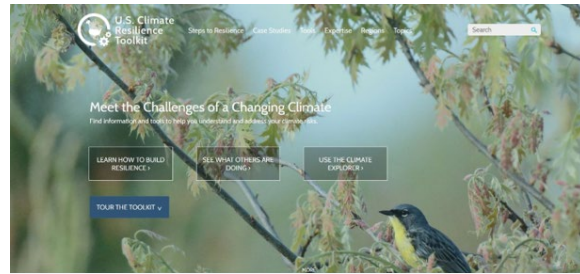 U.S. Climate
Resilience
Toolkit
Steps to Resilience Case Studies Tools Expertise Regions Topics
Search
Meet the Challenges of a Changing Climate
Find information and tools to help you understand and address your climate risks.
LEARN HOW TO BUILD
RESILIENCE ›
SEE WHAT OTHERS ARE
DOING ›
USE THE CLIMATE
EXPLORER ›
TOUR THE TOOLKIT
MORE